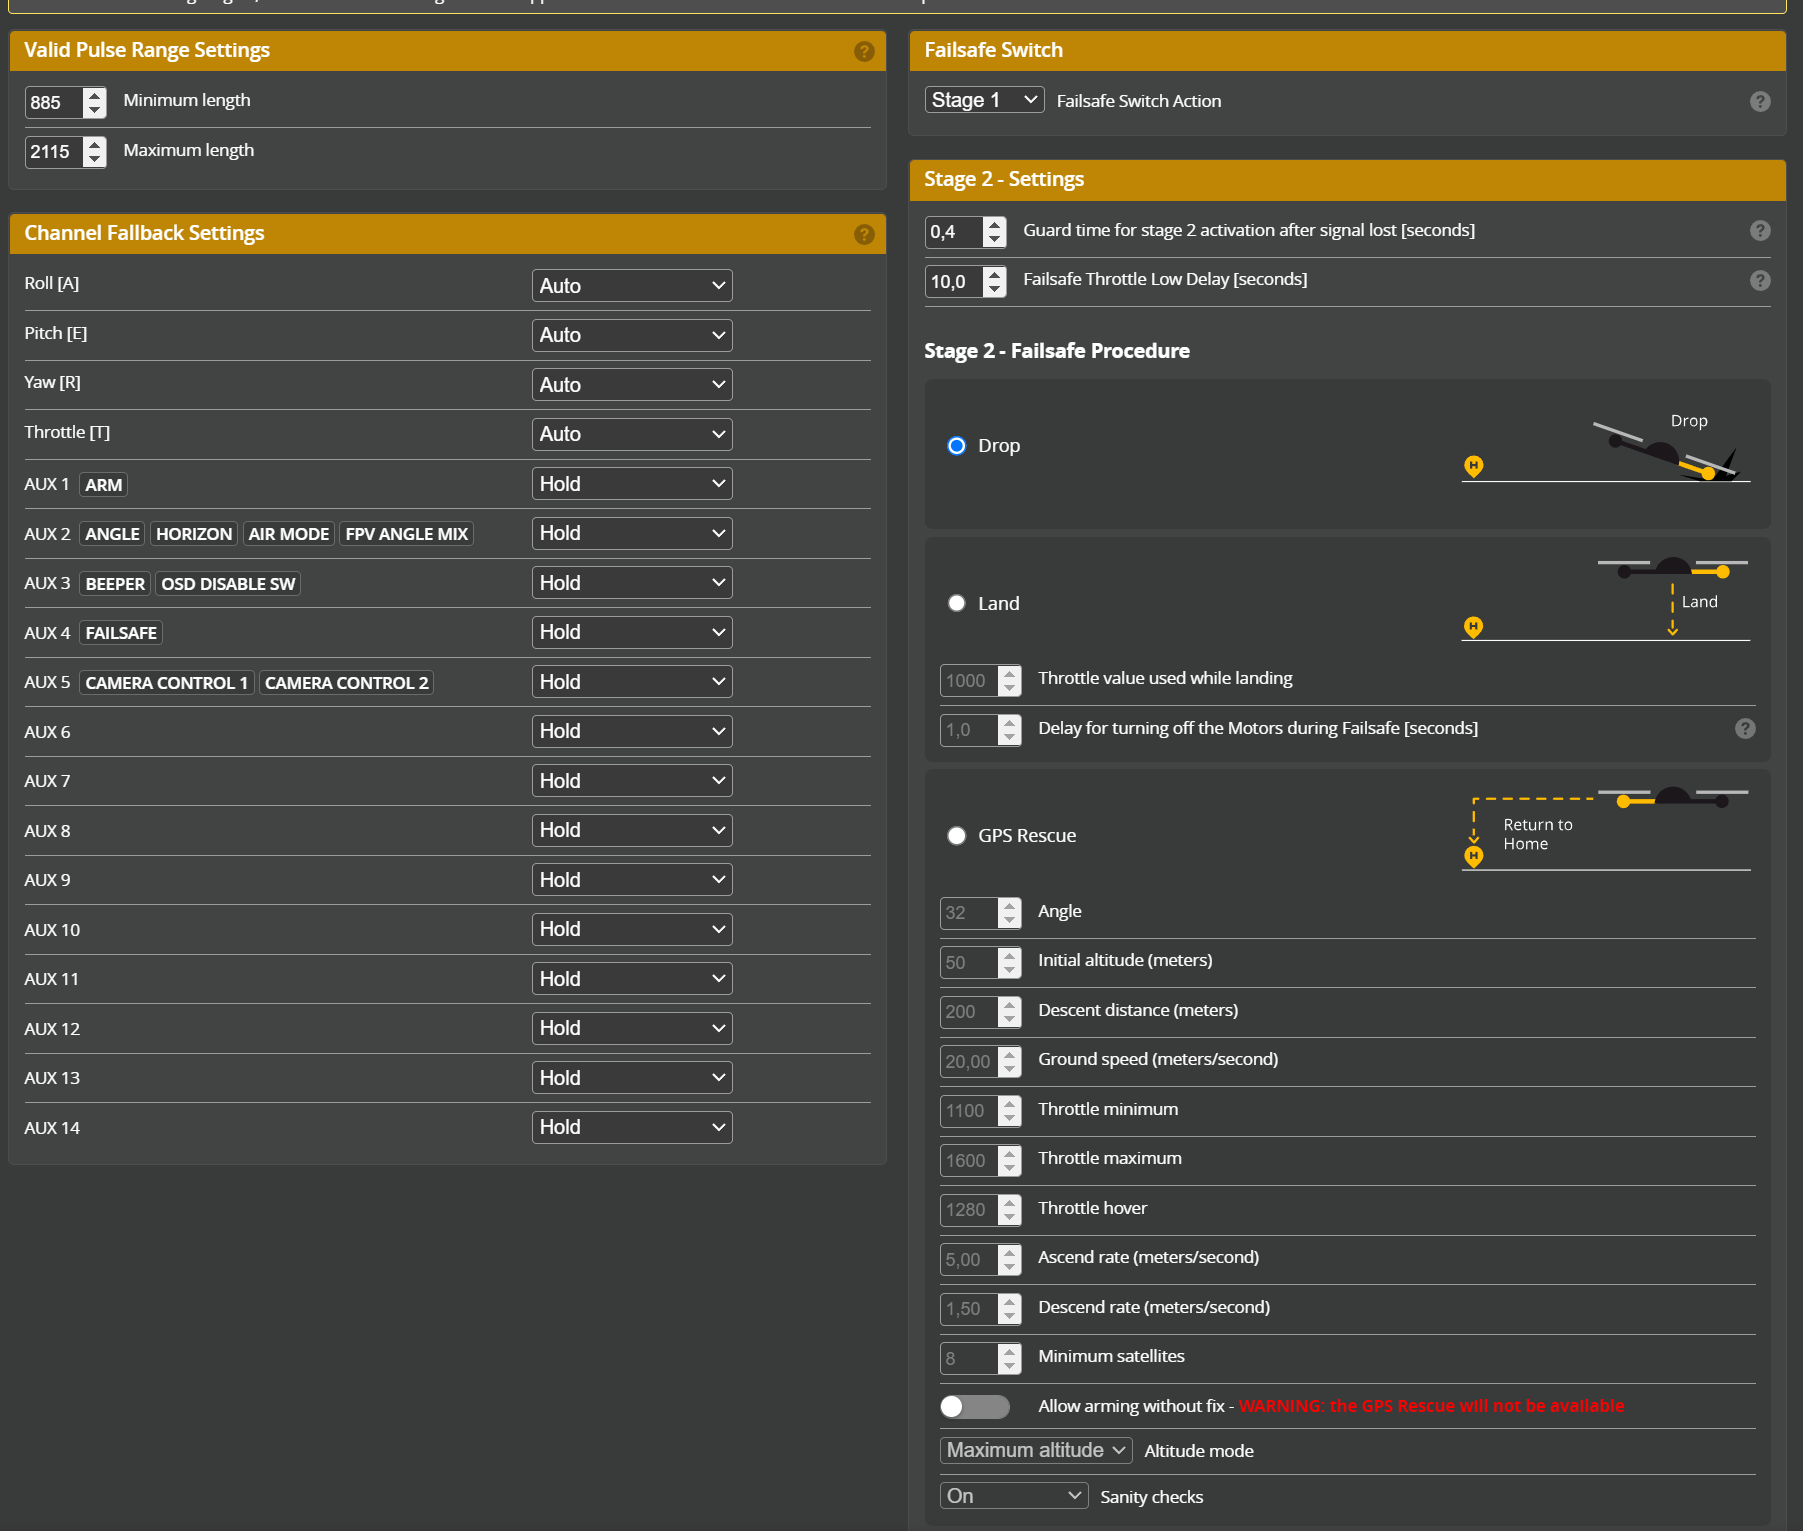 Valid Pulse Range Settings
885 Minimum length
2115 Maximum length
Channel Fallback Settings
Roll [A] Auto
Pitch [E] Auto
Yaw [R] Auto
Throttle [T] Auto
AUX 1 ARM Hold
AUX 2 ANGLE HORIZON AIR MODE FPV ANGLE MIX Hold
AUX 3 BEEPER OSD DISABLE SW Hold
AUX 4 FAILSAFE Hold
AUX 5 CAMERA CONTROL 1 CAMERA CONTROL 2 Hold
AUX 6 Hold
AUX 7 Hold
AUX 8 Hold
AUX 9 Hold
AUX 10 Hold
AUX 11 Hold
AUX 12 Hold
AUX 13 Hold
AUX 14 Hold
Failsafe Switch
Stage 1 Failsafe Switch Action
Stage 2 - Settings
0,4 Guard time for stage 2 activation after signal lost [seconds]
10,0 Failsafe Throttle Low Delay [seconds]
Stage 2 - Failsafe Procedure
Drop
Drop
H
Land
Land
H
1000 Throttle value used while landing
1,0 Delay for turning off the Motors during Failsafe [seconds]
GPS Rescue
Return to
Home
H
32 Angle
50 Initial altitude (meters)
200 Descent distance (meters)
20,00 Ground speed (meters/second)
1100 Throttle minimum
1600 Throttle maximum
1280 Throttle hover
5,00 Ascend rate (meters/second)
1,50 Descend rate (meters/second)
8 Minimum satellites
Allow arming without fix - WARNING: the GPS Rescue will not be available
Maximum altitude Altitude mode
On Sanity checks